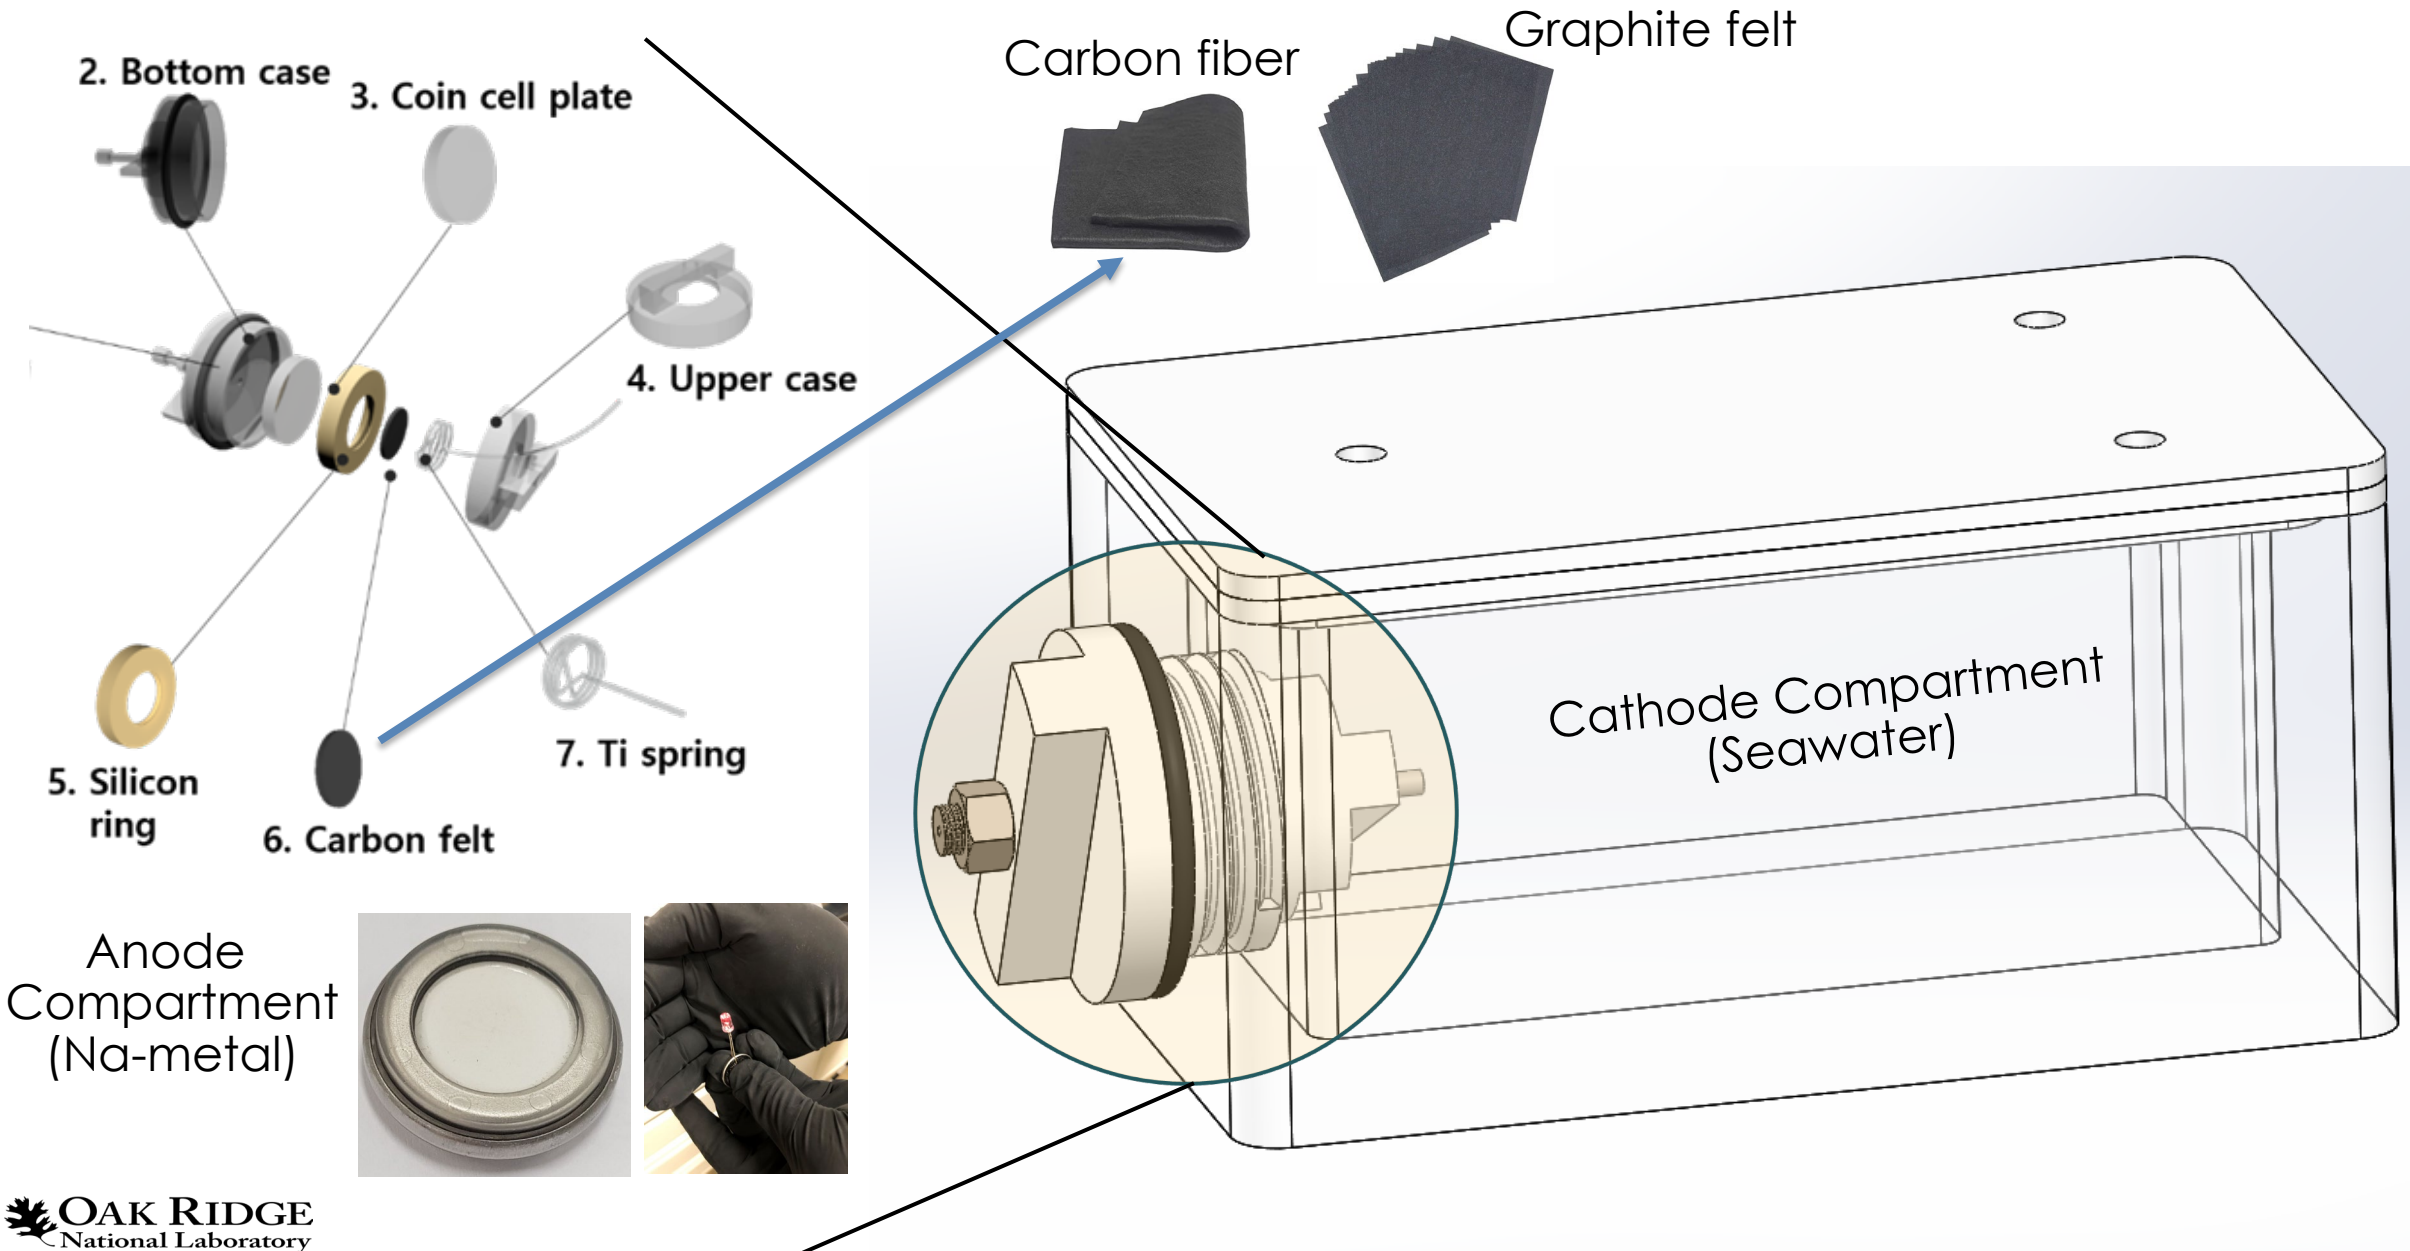 2. Bottom case
3. Coin cell plate
4. Upper case
5. Silicon
ring
6. Carbon felt
7. Ti spring
Carbon fiber
Graphite felt
Cathode Compartment
(Seawater)
Anode
Compartment
(Na-metal)
OAK RIDGE
National Laboratory